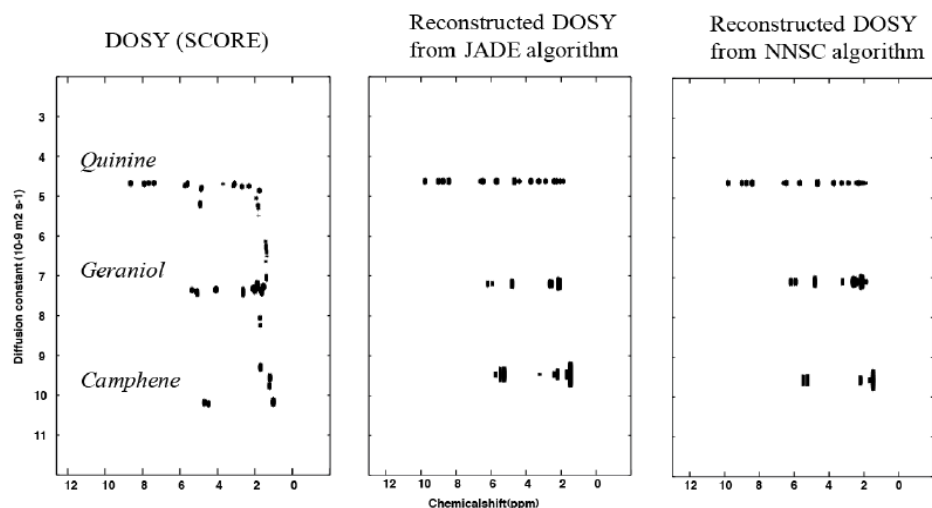 DOSY (SCORE)
Reconstructed DOSY
from JADE algorithm
Reconstructed DOSY
from NNSC algorithm
Diffusion constant (10-9 m2 s-1)
3
4
5
6
7
8
9
10
11
Quinine
Geraniol
Camphene
12 10 8 6 4 2 0
12 10 8 6 4 2 0
12 10 8 6 4 2 0
Chemicalshift(ppm)